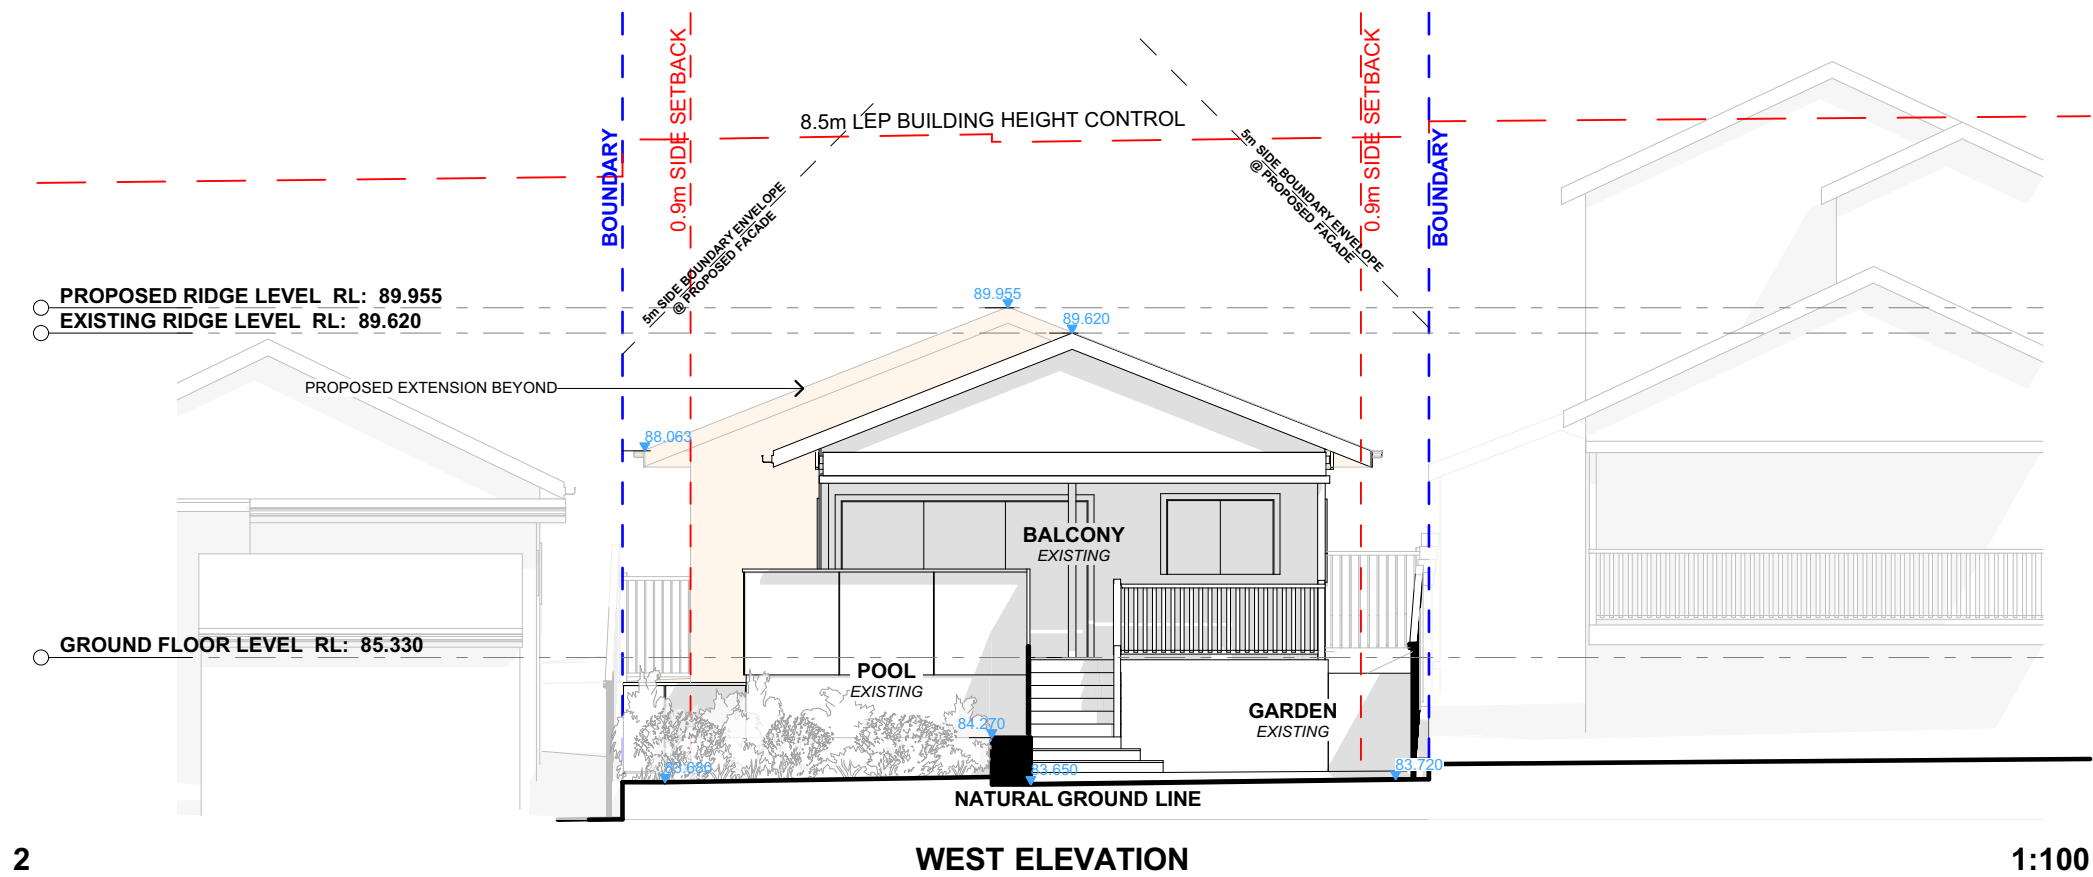 0.9m SIDE SETBACK
0.9m SIDE SETBACK
8.5m LEP BUILDING HEIGHT CONTROL
BOUNDARY
BOUNDARY
5m SIDE BOUNDARY ENVELOPE
@ PROPOSED FACADE
5m SIDE BOUNDARY ENVELOPE
@ PROPOSED FACADE
PROPOSED RIDGE LEVEL RL: 89.955
89.955
EXISTING RIDGE LEVEL RL: 89.620
89.620
PROPOSED EXTENSION BEYOND
88.063
BALCONY
EXISTING
GROUND FLOOR LEVEL RL: 85.330
POOL
EXISTING
GARDEN
EXISTING
84.270
83.680
83.650
83.720
NATURAL GROUND LINE
2
WEST ELEVATION
1:100